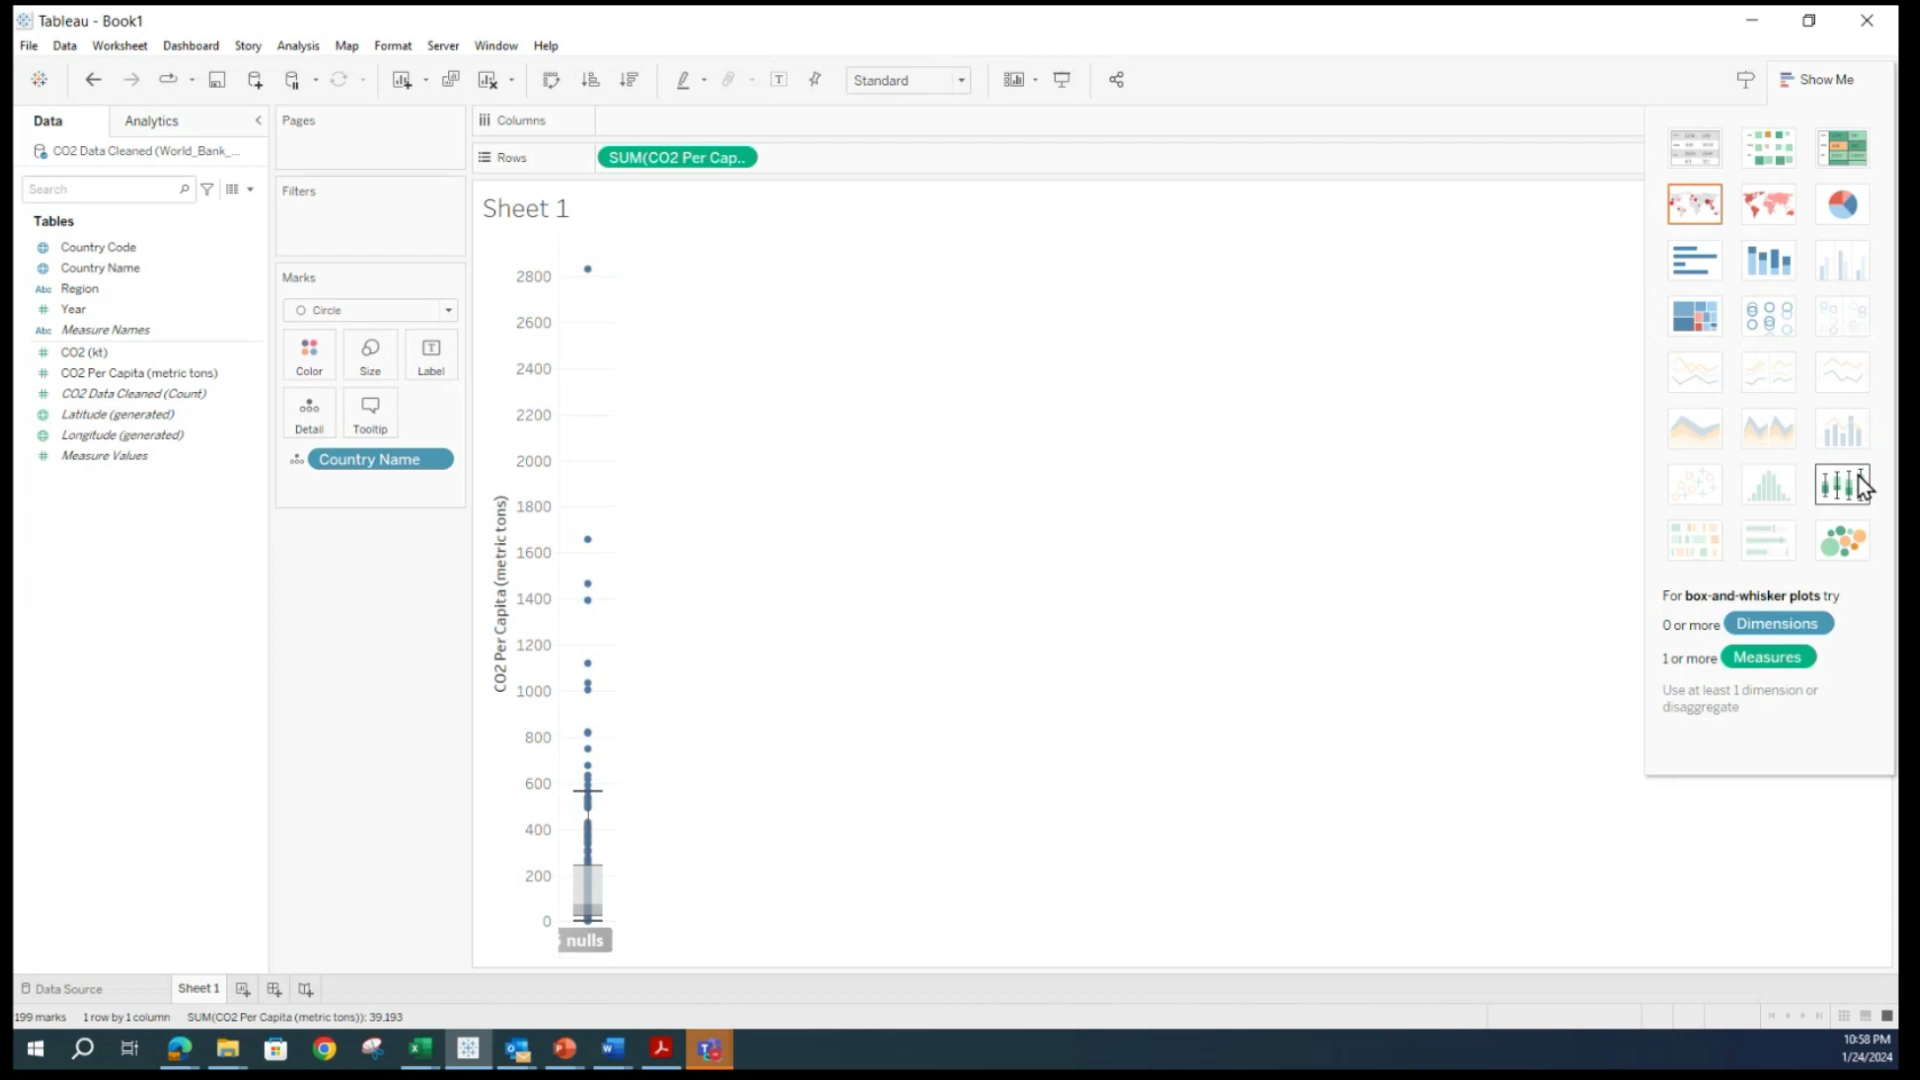 Tableau - Book1
File Data Worksheet Dashboard Story Analysis Map Format Server Window Help
Standard
Show Me
Data Analytics
Pages
Columns
CO2 Data Cleaned (World_Bank_...
Rows
SUM(CO2 Per Cap..
Search
Filters
Sheet 1
Tables
Country Code
Country Name
Abc Region
Year
Abc Measure Names
CO2 (kt)
CO2 Per Capita (metric tons)
CO2 Data Cleaned (Count)
Latitude (generated)
Longitude (generated)
Measure Values
Marks
Circle
Color Size Label
Detail Tooltip
Country Name
CO2 Per Capita (metric tons)
2800
2600
2400
2200
2000
1800
1600
1400
1200
1000
800
600
400
200
0
nulls
For box-and-whisker plots try
0 or more Dimensions
1 or more Measures
Use at least 1 dimension or
disaggregate
Data Source Sheet 1
199 marks 1 row by 1 column SUM(CO2 Per Capita (metric tons)): 39,193
10:58 PM
1/24/2024